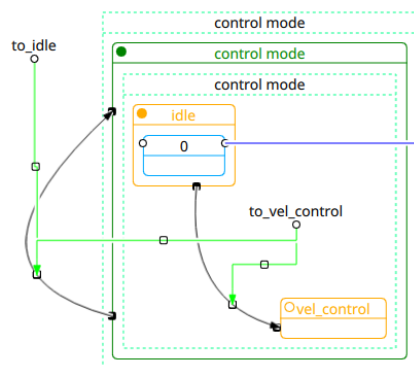 control mode
to_idle
control mode
control mode
idle
0
to_vel_control
vel_control